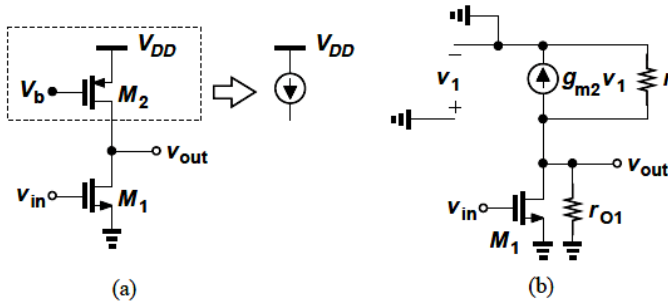 V_DD
V_DD
V_b
M_2
v_out
v_in
M_1
(a)
−
v_1
+
g_m2 v_1
r
v_out
v_in
M_1
r_O1
(b)